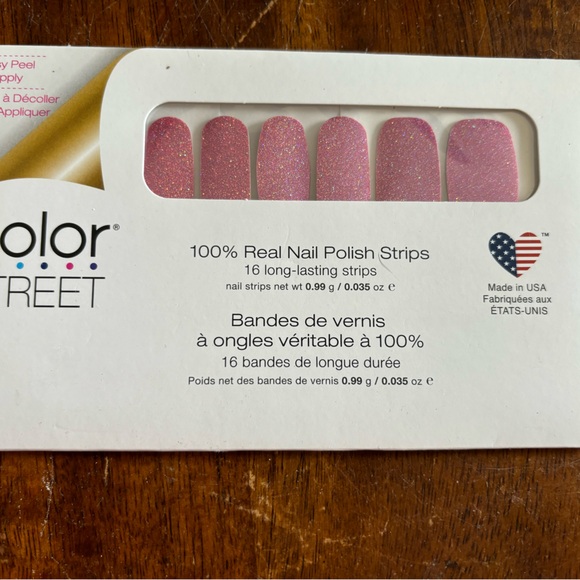 sy Peel
pply
à Décoller
Appliquer
olor®
TREET
100% Real Nail Polish Strips
16 long-lasting strips
nail strips net wt 0.99 g / 0.035 oz e
Bandes de vernis
à ongles véritable à 100%
16 bandes de longue durée
Poids net des bandes de vernis 0.99 g / 0.035 oz e
™
Made in USA
Fabriquées aux
ÉTATS-UNIS